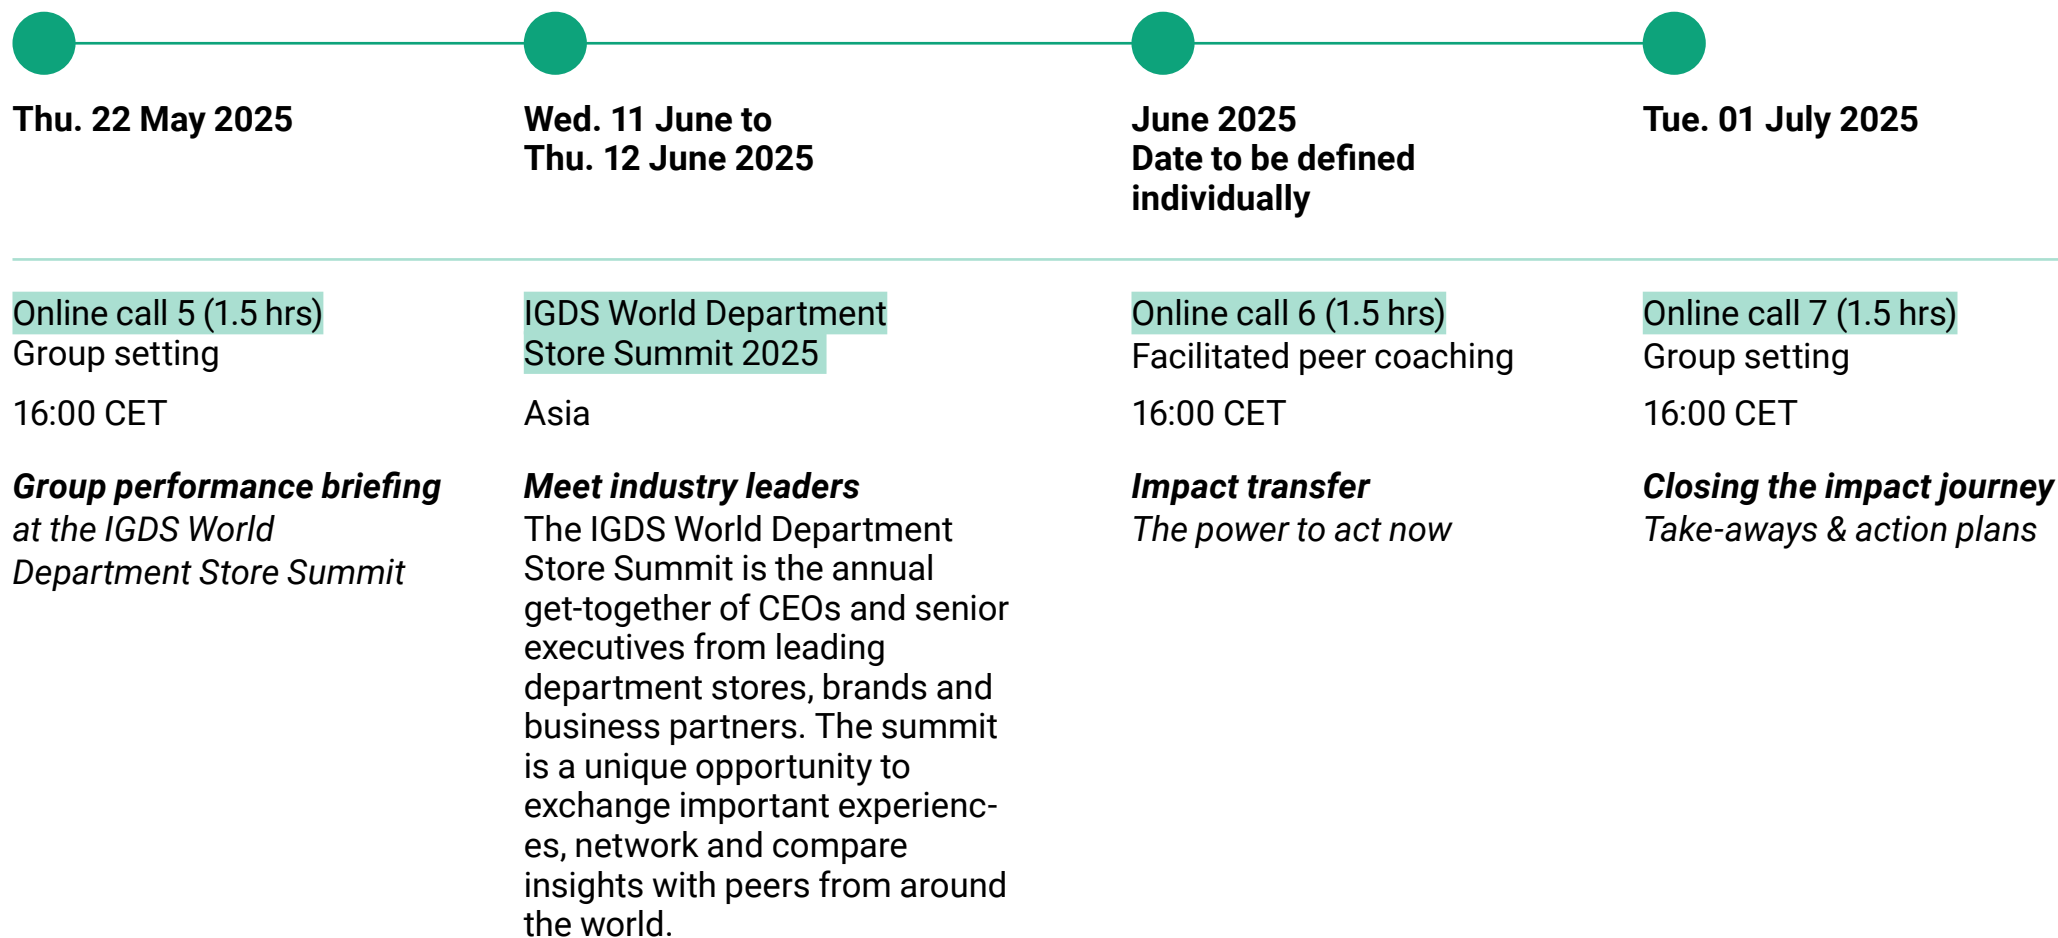 Thu. 22 May 2025
Online call 5 (1.5 hrs)
Group setting
16:00 CET
Group performance briefing
at the IGDS World
Department Store Summit
Wed. 11 June to
Thu. 12 June 2025
IGDS World Department
Store Summit 2025
Asia
Meet industry leaders
The IGDS World Department
Store Summit is the annual
get-together of CEOs and senior
executives from leading
department stores, brands and
business partners. The summit
is a unique opportunity to
exchange important experienc-
es, network and compare
insights with peers from around
the world.
June 2025
Date to be defined
individually
Online call 6 (1.5 hrs)
Facilitated peer coaching
16:00 CET
Impact transfer
The power to act now
Tue. 01 July 2025
Online call 7 (1.5 hrs)
Group setting
16:00 CET
Closing the impact journey
Take-aways & action plans